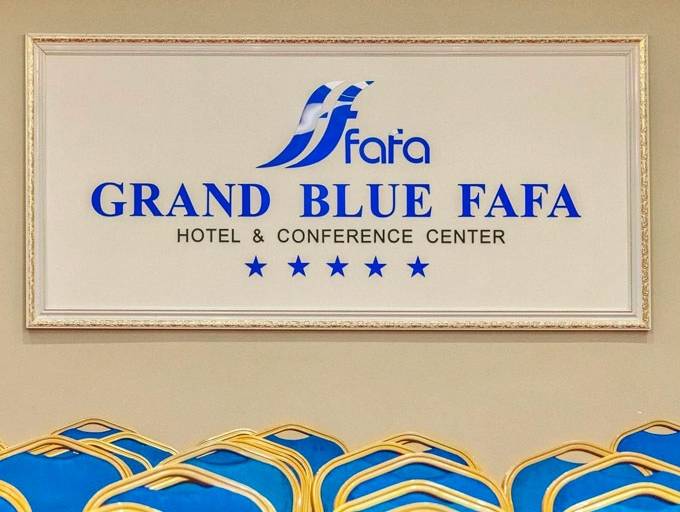 fafa
GRAND BLUE FAFA
HOTEL & CONFERENCE CENTER
★ ★ ★ ★ ★